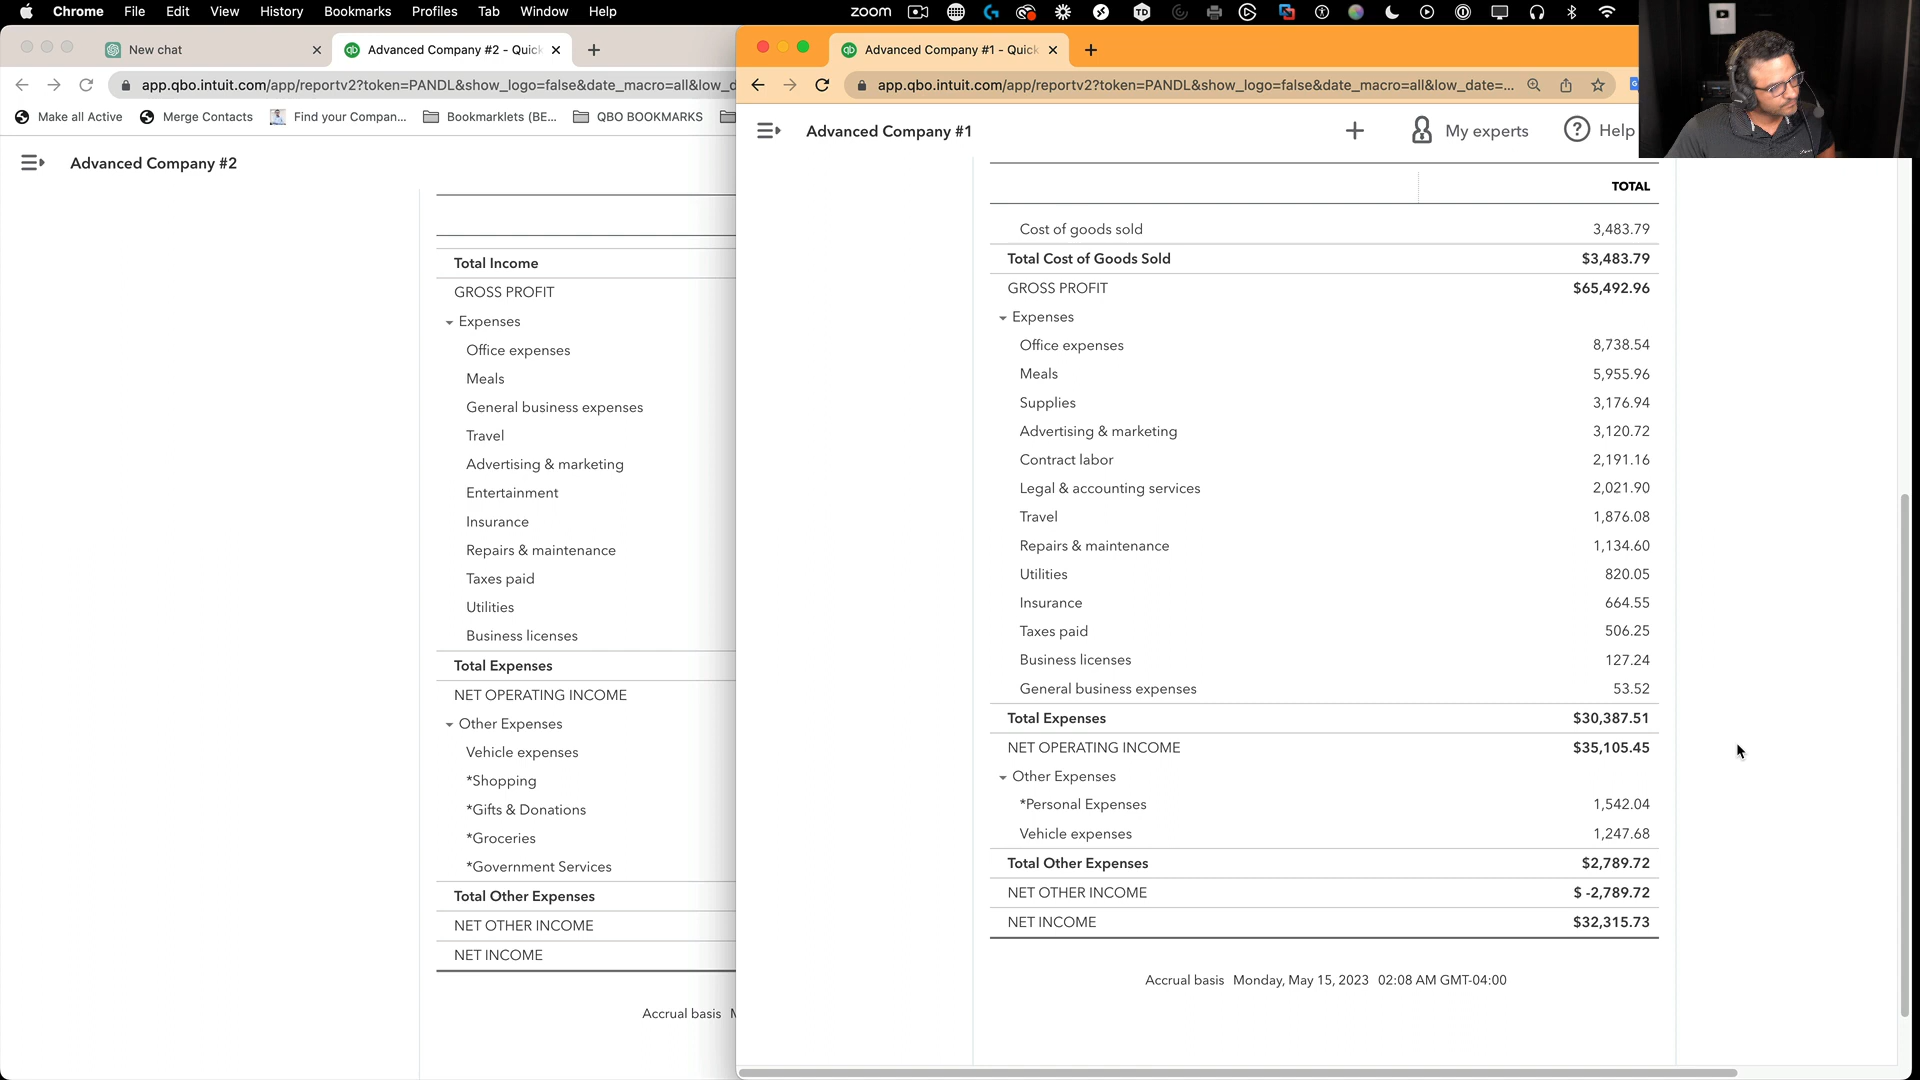 Chrome File Edit View History Bookmarks Profiles Tab Window Help
zoom
TD
New chat
Advanced Company #2 - Quick
app.qbo.intuit.com/app/reportv2?token=PANDL&show_logo=false&date_macro=all&low_d
Make all Active Merge Contacts Find your Compan... Bookmarklets (BE... QBO BOOKMARKS
Advanced Company #2
Total Income
GROSS PROFIT
Expenses
Office expenses
Meals
General business expenses
Travel
Advertising & marketing
Entertainment
Insurance
Repairs & maintenance
Taxes paid
Utilities
Business licenses
Total Expenses
NET OPERATING INCOME
Other Expenses
Vehicle expenses
*Shopping
*Gifts & Donations
*Groceries
*Government Services
Total Other Expenses
NET OTHER INCOME
NET INCOME
Accrual basis
Advanced Company #1 - Quick
app.qbo.intuit.com/app/reportv2?token=PANDL&show_logo=false&date_macro=all&low_date=...
Advanced Company #1
My experts Help
TOTAL
Cost of goods sold 3,483.79
Total Cost of Goods Sold $3,483.79
GROSS PROFIT $65,492.96
Expenses
Office expenses 8,738.54
Meals 5,955.96
Supplies 3,176.94
Advertising & marketing 3,120.72
Contract labor 2,191.16
Legal & accounting services 2,021.90
Travel 1,876.08
Repairs & maintenance 1,134.60
Utilities 820.05
Insurance 664.55
Taxes paid 506.25
Business licenses 127.24
General business expenses 53.52
Total Expenses $30,387.51
NET OPERATING INCOME $35,105.45
Other Expenses
*Personal Expenses 1,542.04
Vehicle expenses 1,247.68
Total Other Expenses $2,789.72
NET OTHER INCOME $ -2,789.72
NET INCOME $32,315.73
Accrual basis Monday, May 15, 2023 02:08 AM GMT-04:00